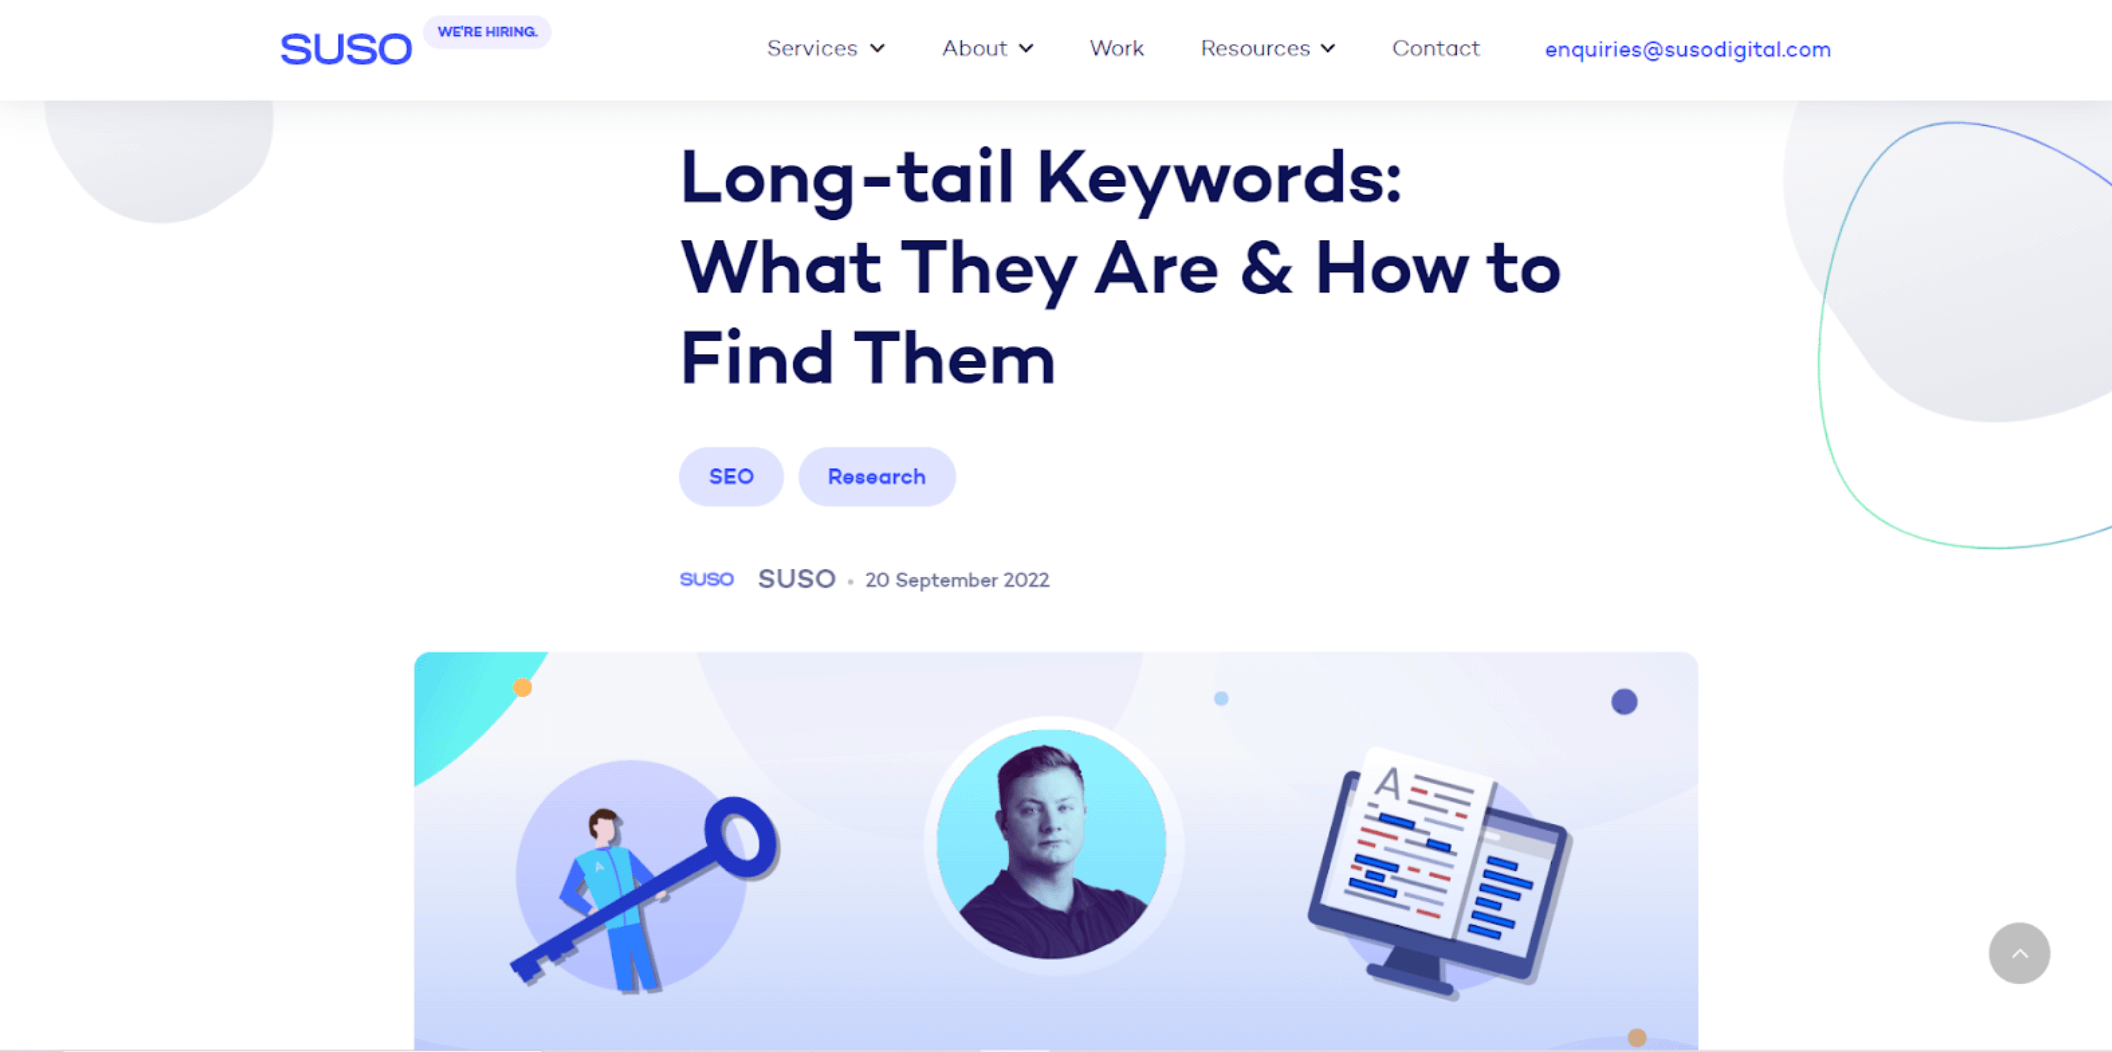 SUSO
WE'RE HIRING.
Services
About
Work
Resources
Contact
enquiries@susodigital.com
Long-tail Keywords:
What They Are & How to
Find Them
SEO
Research
SUSO SUSO • 20 September 2022
A
A